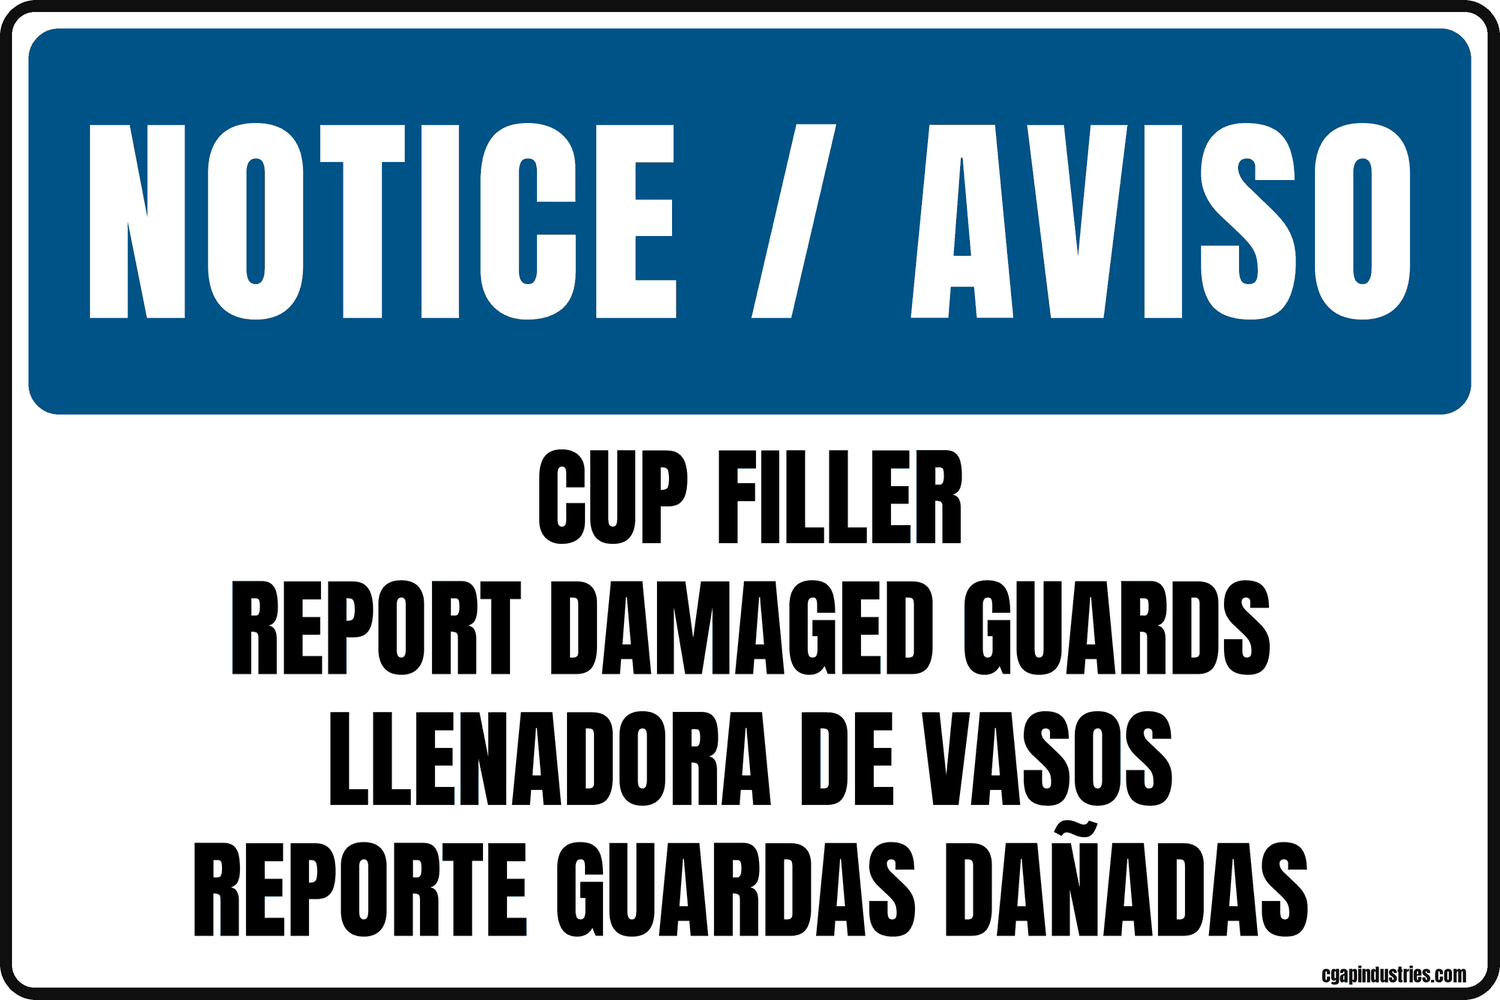 NOTICE / AVISO
CUP FILLER
REPORT DAMAGED GUARDS
LLENADORA DE VASOS
REPORTE GUARDAS DAÑADAS
cgapindustries.com